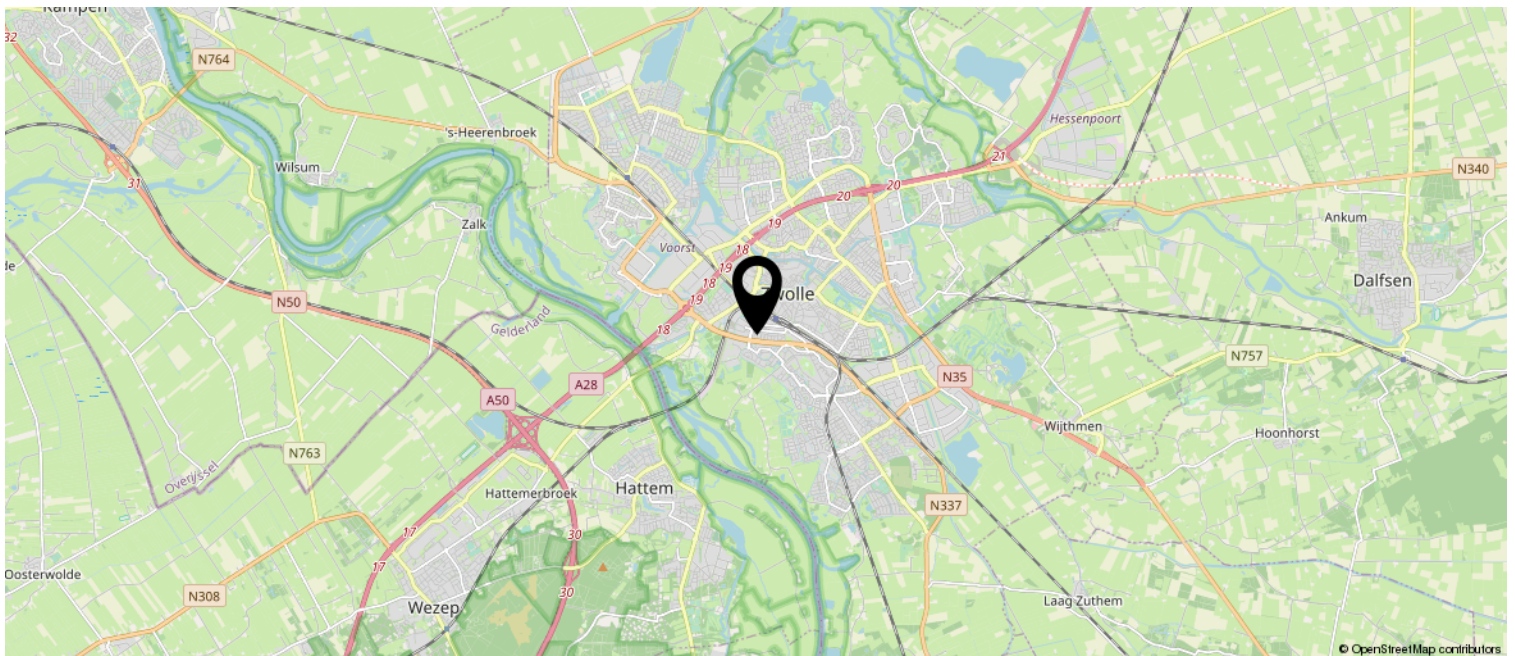 Kampen
32
N764
Hessenpoort
's-Heerenbroek
21
Wilsum
N340
31
20
20
Ankum
Zalk
19
Voorst
18
19
18
Zwolle
Dalfsen
N50
19
Gelderland
18
N757
N35
A28
A50
Wijthmen
Hoonhorst
N763
Overijssel
Hattem
Hattemerbroek
N337
17
30
17
Oosterwolde
30
N308
Laag Zuthem
Wezep
© OpenStreetMap contributors